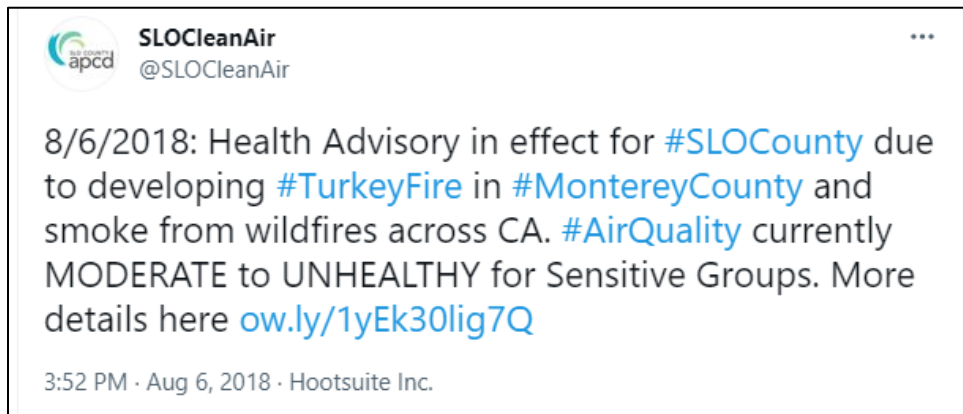 SLOCleanAir
@SLOCleanAir
SLO COUNTY
apcd
8/6/2018: Health Advisory in effect for #SLOCounty due
to developing #TurkeyFire in #MontereyCounty and
smoke from wildfires across CA. #AirQuality currently
MODERATE to UNHEALTHY for Sensitive Groups. More
details here ow.ly/1yEk30lig7Q
3:52 PM · Aug 6, 2018 · Hootsuite Inc.